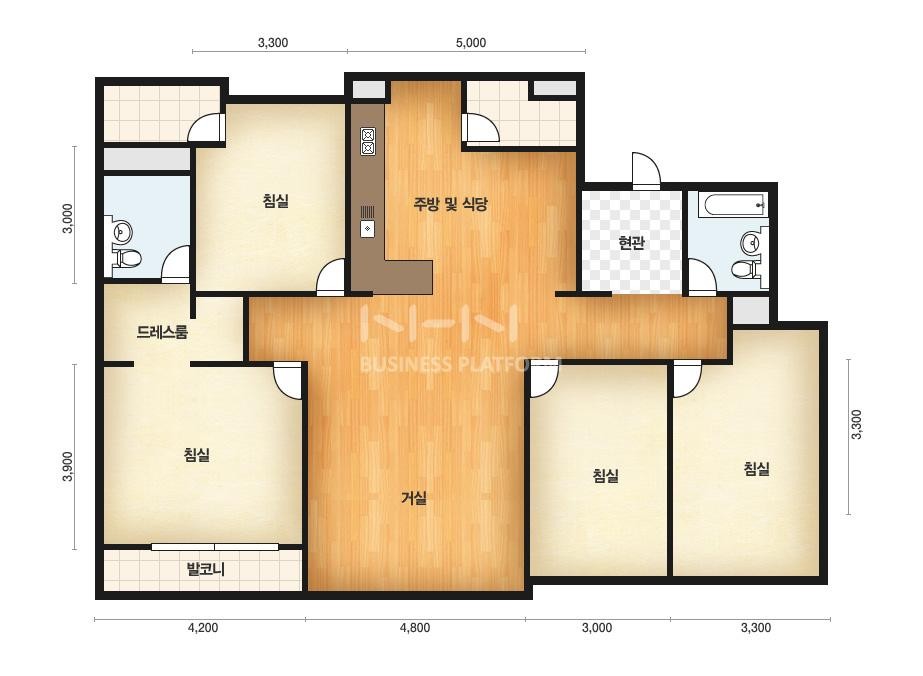 3,300
5,000
3,000
침실
주방 및 식당
현관
드레스룸
NHN
BUSINESS PLATFORM
3,900
침실
거실
침실
침실
3,300
발코니
4,200
4,800
3,000
3,300